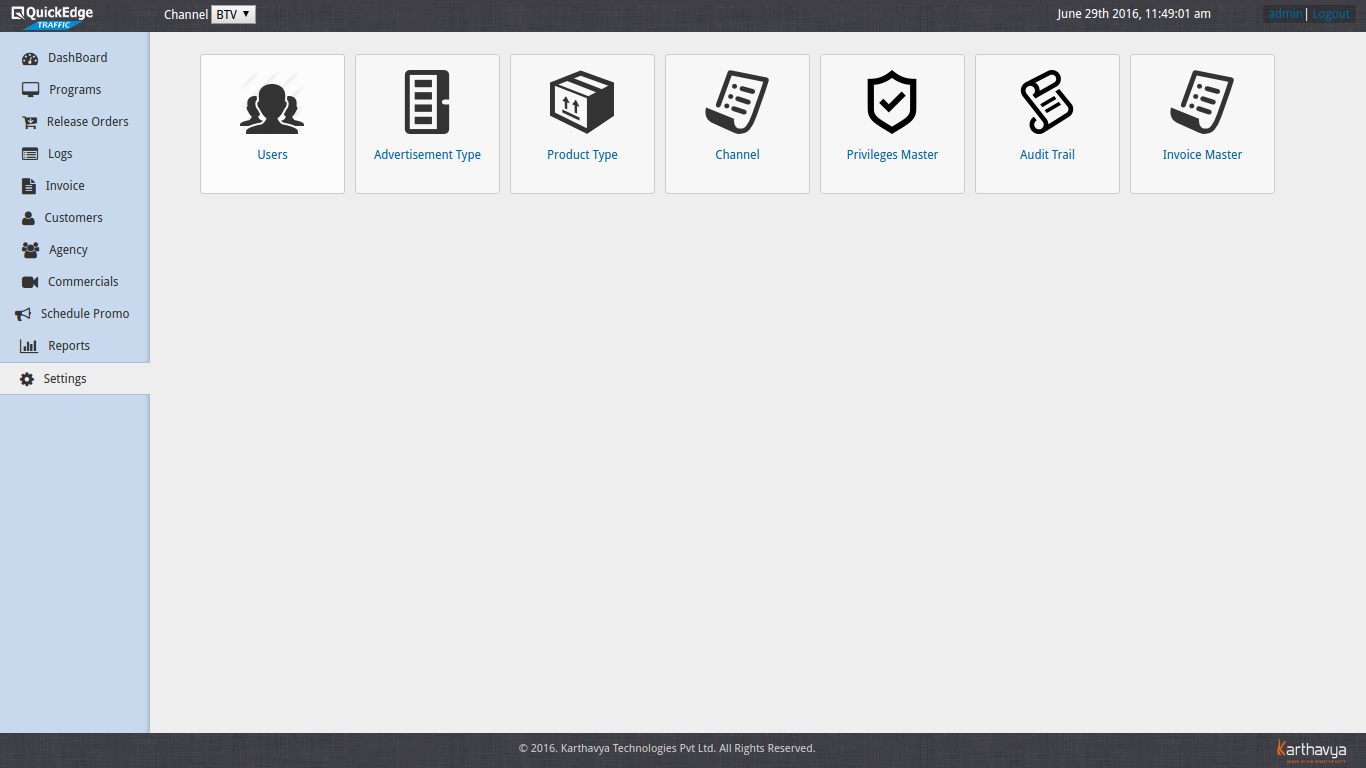 QuickEdge
TRAFFIC
Channel BTV
June 29th 2016, 11:49:01 am
admin | Logout
DashBoard
Programs
Release Orders
Logs
Invoice
Customers
Agency
Commercials
Schedule Promo
Reports
Settings
Users
Advertisement Type
Product Type
Channel
Privileges Master
Audit Trail
Invoice Master
© 2016. Karthavya Technologies Pvt Ltd. All Rights Reserved.
Karthavya